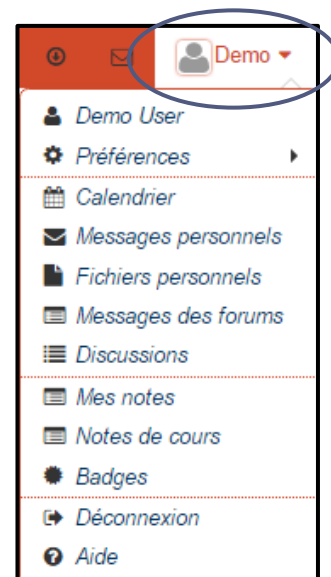 Demo
Demo User
Préférences
Calendrier
Messages personnels
Fichiers personnels
Messages des forums
Discussions
Mes notes
Notes de cours
Badges
Déconnexion
Aide